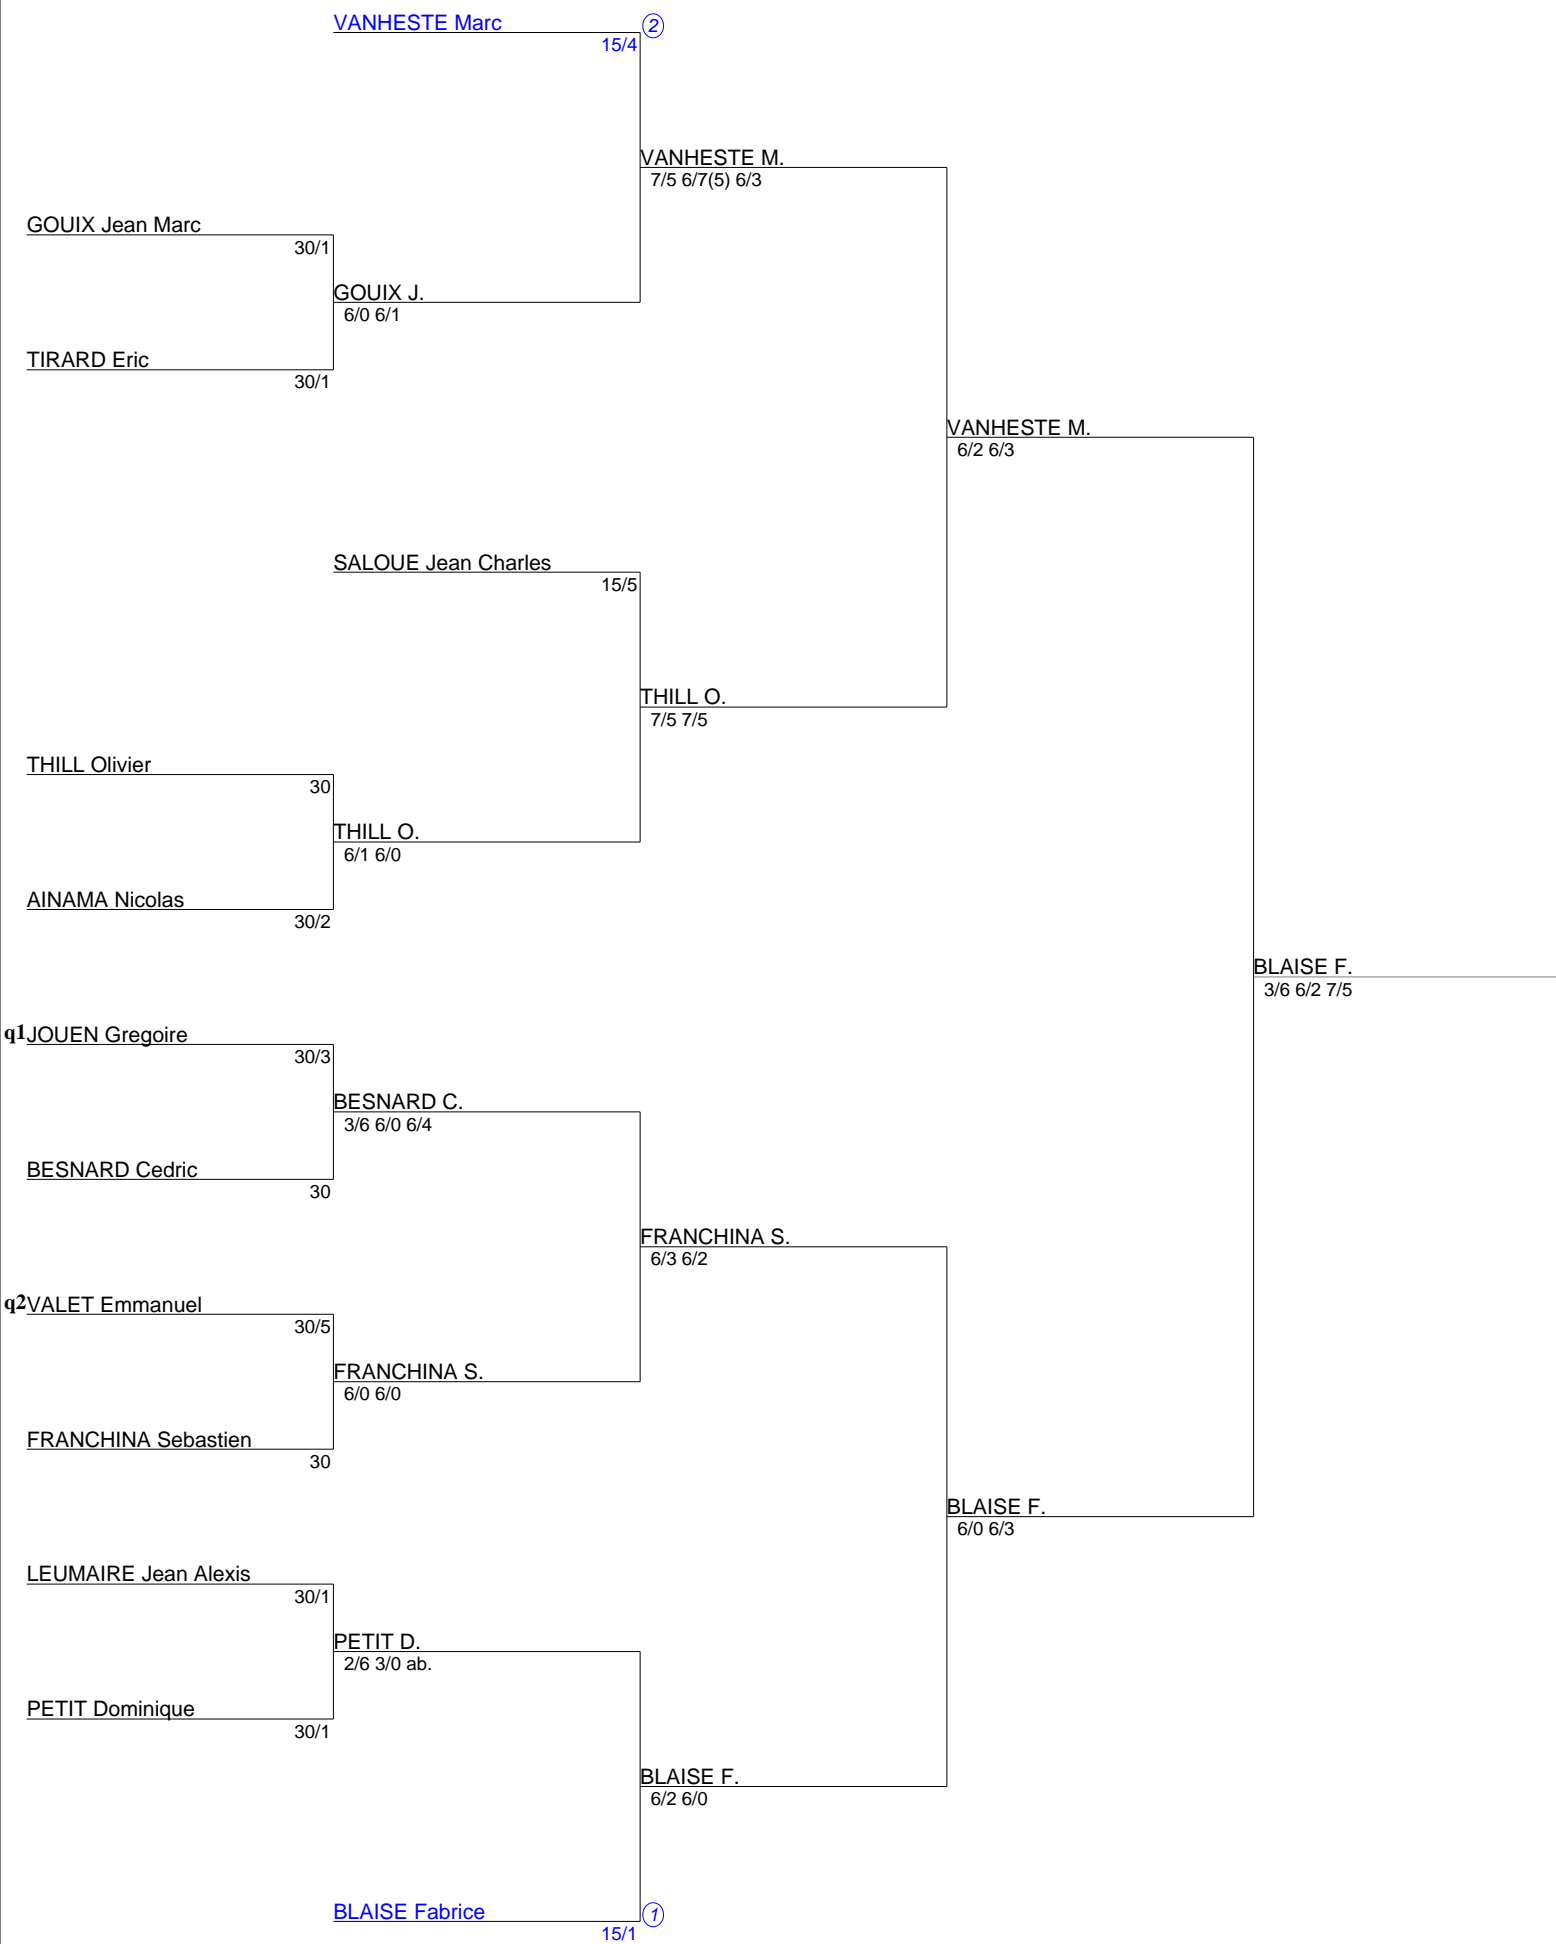 VANHESTE Marc 2
15/4
VANHESTE M.
7/5 6/7(5) 6/3
GOUIX Jean Marc
30/1
GOUIX J.
6/0 6/1
TIRARD Eric
30/1
VANHESTE M.
6/2 6/3
SALOUE Jean Charles
15/5
THILL O.
7/5 7/5
THILL Olivier
30
THILL O.
6/1 6/0
AINAMA Nicolas
30/2
BLAISE F.
3/6 6/2 7/5
q1 JOUEN Gregoire
30/3
BESNARD C.
3/6 6/0 6/4
BESNARD Cedric
30
FRANCHINA S.
6/3 6/2
q2 VALET Emmanuel
30/5
FRANCHINA S.
6/0 6/0
FRANCHINA Sebastien
30
BLAISE F.
6/0 6/3
LEUMAIRE Jean Alexis
30/1
PETIT D.
2/6 3/0 ab.
PETIT Dominique
30/1
BLAISE F.
6/2 6/0
BLAISE Fabrice 1
15/1